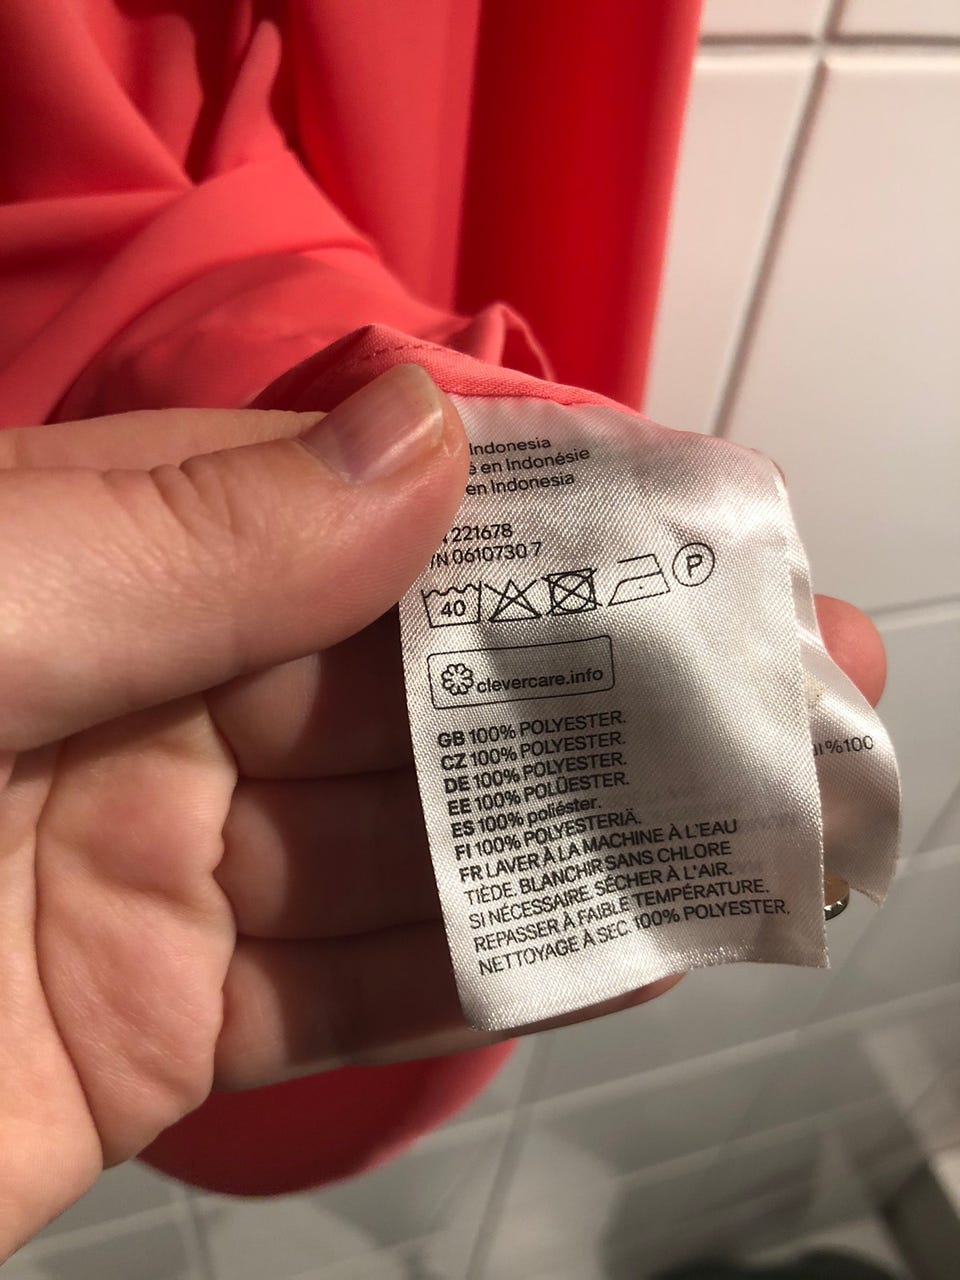 Indonesia
en Indonésie
en Indonesia
221678
/N 0610730 7
40 P
clevercare.info
GB 100% POLYESTER.
CZ 100% POLYESTER.
DE 100% POLYESTER.
EE 100% POLÜESTER.
ES 100% poliéster.
FI 100% POLYESTERIÄ.
FR LAVER À LA MACHINE À L'EAU
TIÈDE. BLANCHIR SANS CHLORE
SI NÉCESSAIRE. SÉCHER À L'AIR.
REPASSER À FAIBLE TEMPÉRATURE.
NETTOYAGE À SEC 100% POLYESTER.
%100